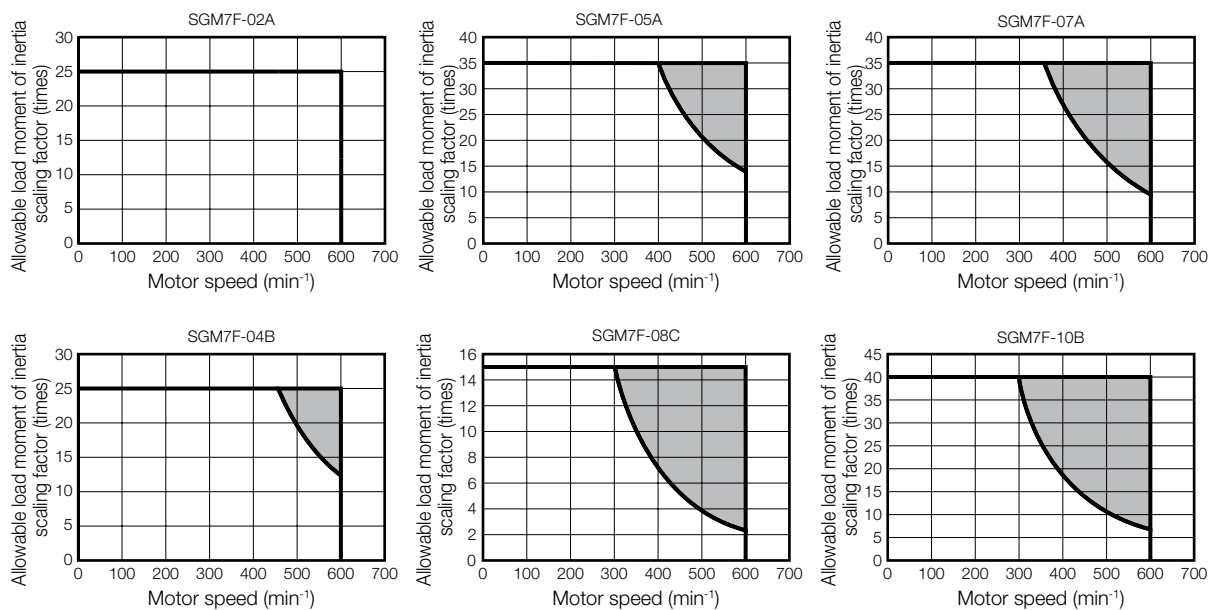 SGM7F-02A
Allowable load moment of inertia
scaling factor (times)
30
25
20
15
10
5
0
0 100 200 300 400 500 600 700
Motor speed (min-1)
SGM7F-05A
Allowable load moment of inertia
scaling factor (times)
40
35
30
25
20
15
10
5
0
0 100 200 300 400 500 600 700
Motor speed (min-1)
SGM7F-07A
Allowable load moment of inertia
scaling factor (times)
40
35
30
25
20
15
10
5
0
0 100 200 300 400 500 600 700
Motor speed (min-1)
SGM7F-04B
Allowable load moment of inertia
scaling factor (times)
30
25
20
15
10
5
0
0 100 200 300 400 500 600 700
Motor speed (min-1)
SGM7F-08C
Allowable load moment of inertia
scaling factor (times)
16
14
12
10
8
6
4
2
0
0 100 200 300 400 500 600 700
Motor speed (min-1)
SGM7F-10B
Allowable load moment of inertia
scaling factor (times)
45
40
35
30
25
20
15
10
5
0
0 100 200 300 400 500 600 700
Motor speed (min-1)